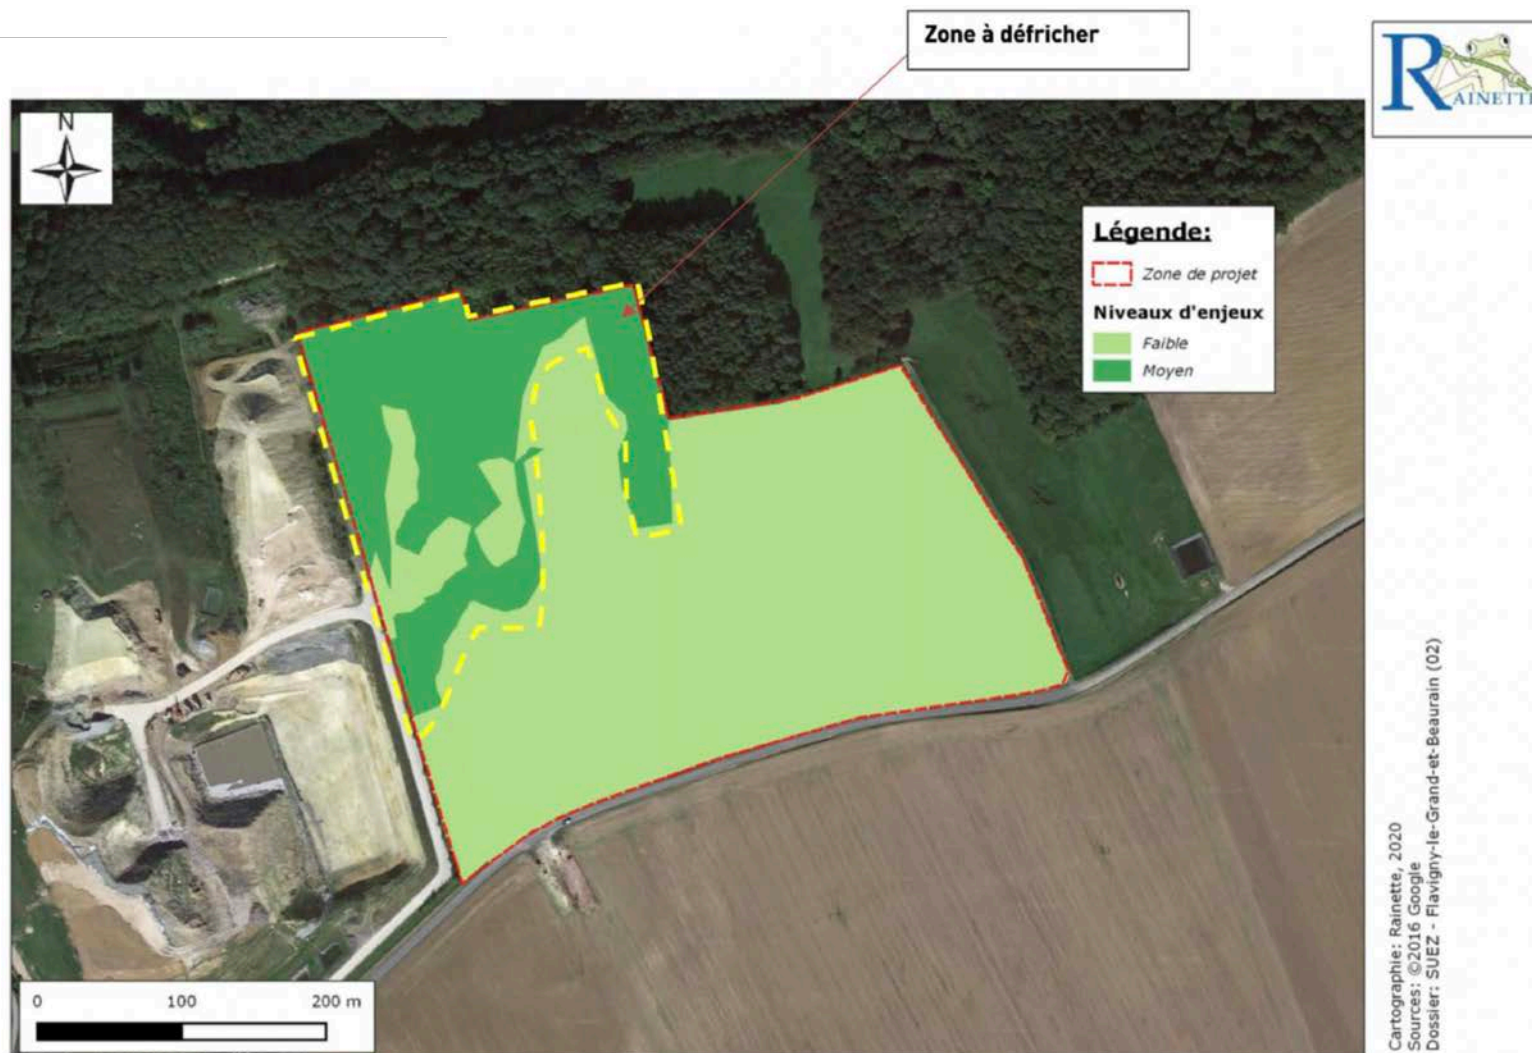 Zone à défricher
RAINETTE
N
Légende:
Zone de projet
Niveaux d'enjeux
Faible
Moyen
0 100 200 m
Cartographie: Rainette, 2020
Sources: ©2016 Google
Dossier: SUEZ - Flavigny-le-Grand-et-Beaurain (02)